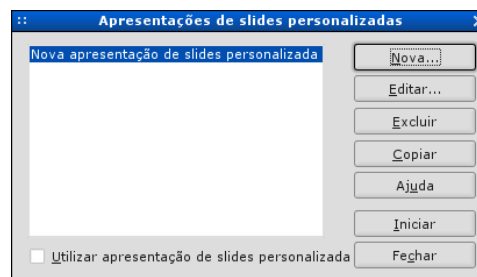 Apresentações de slides personalizadas
Nova apresentação de slides personalizada
Nova...
Editar...
Excluir
Copiar
Ajuda
Iniciar
Utilizar apresentação de slides personalizada
Fechar